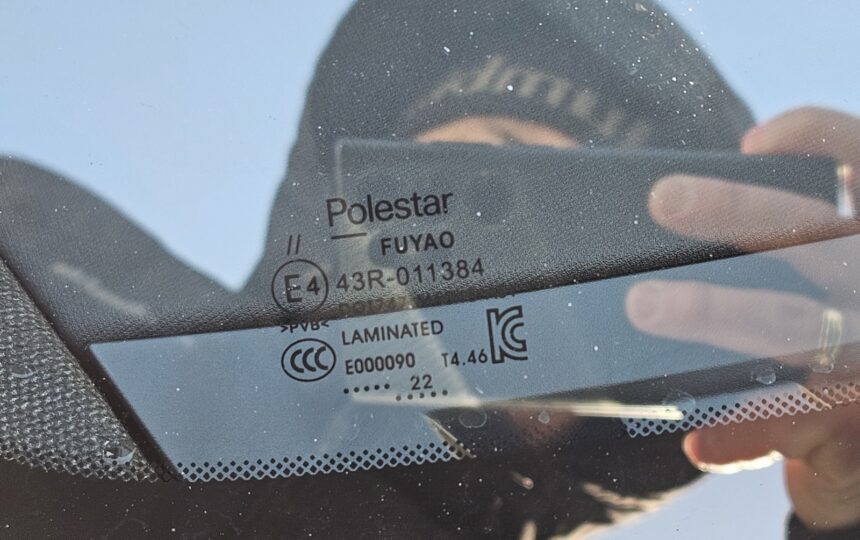 Polestar
//
FUYAO
E4 43R-011384
>PVB<
LAMINATED
CCC E000090 T4.46 KC
••••• 22 •••••